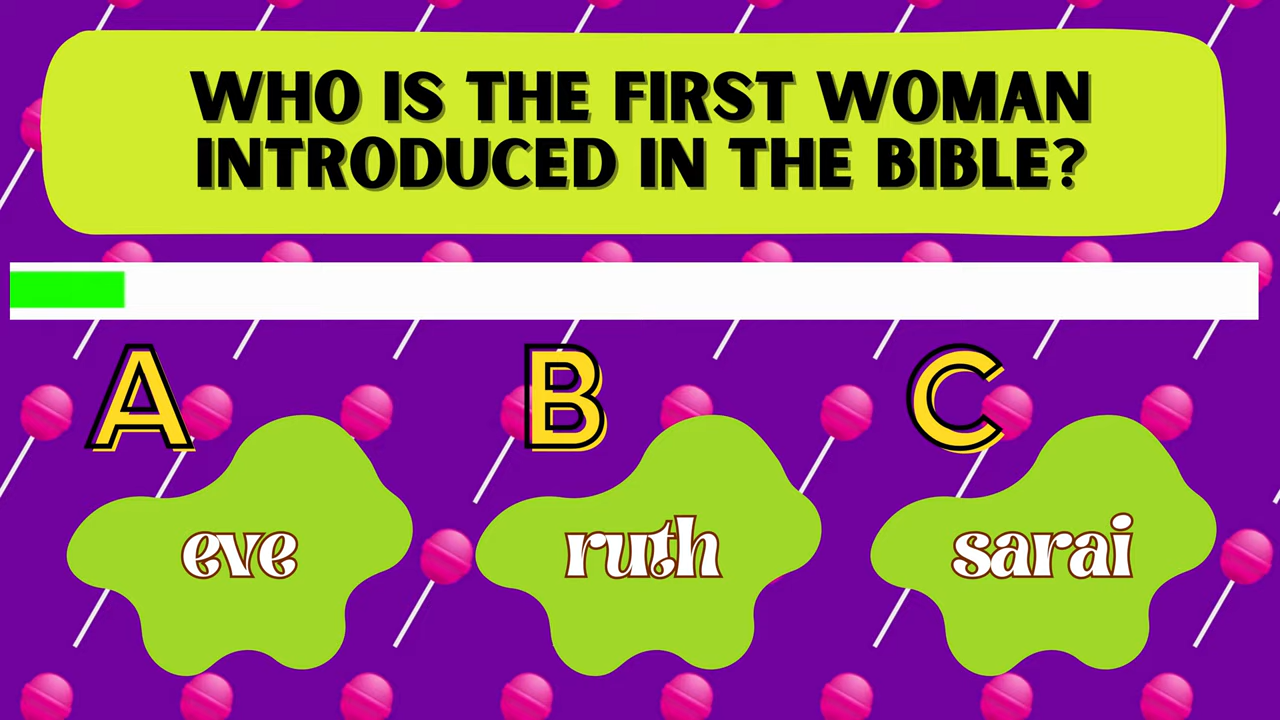 WHO IS THE FIRST WOMAN
INTRODUCED IN THE BIBLE?
A
B
C
eve
ruth
sarai